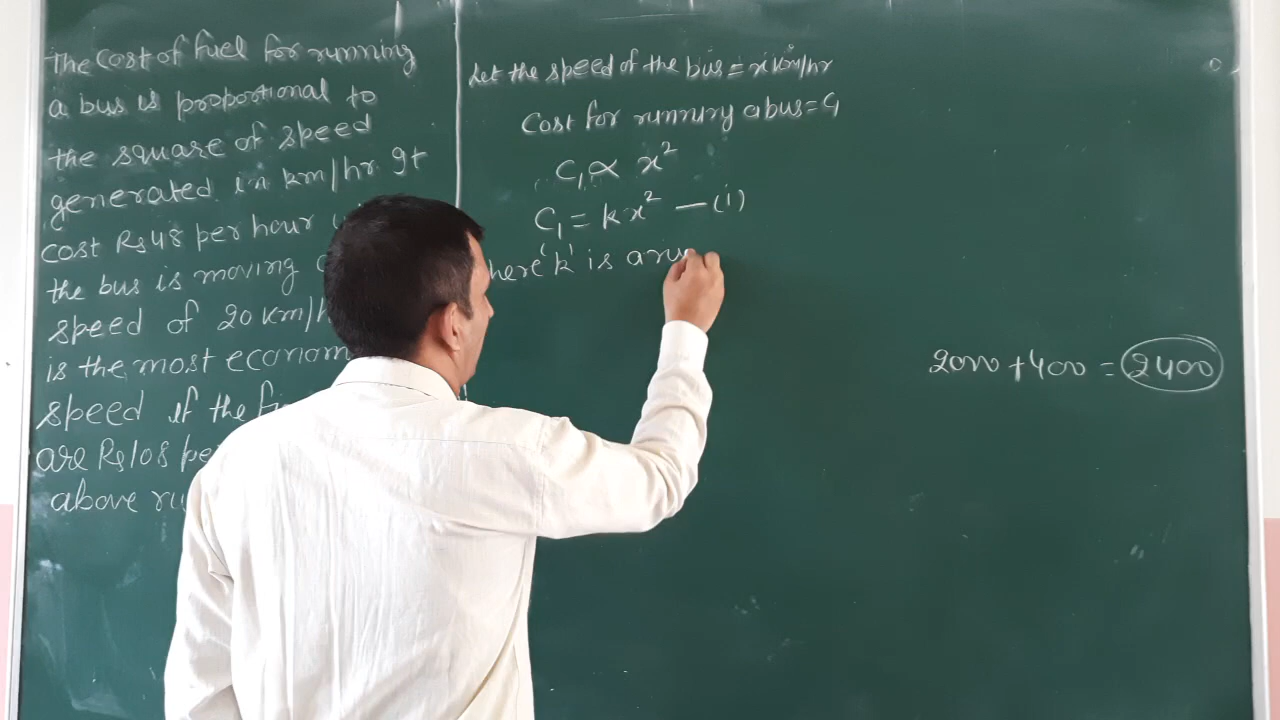 The cost of fuel for running
a bus is proportional to
the square of speed
generated in km/hr. It
cost Rs 48 per hour
the bus is moving
speed of 20 km/h
is the most econom
speed if the
are Rs 108 pe
above ru
Let the speed of the bus = x km/hr
Cost for running a bus = C₁
C₁ ∝ x²
C₁ = kx² — (i)
here 'k' is a
2000 + 400 = 2400